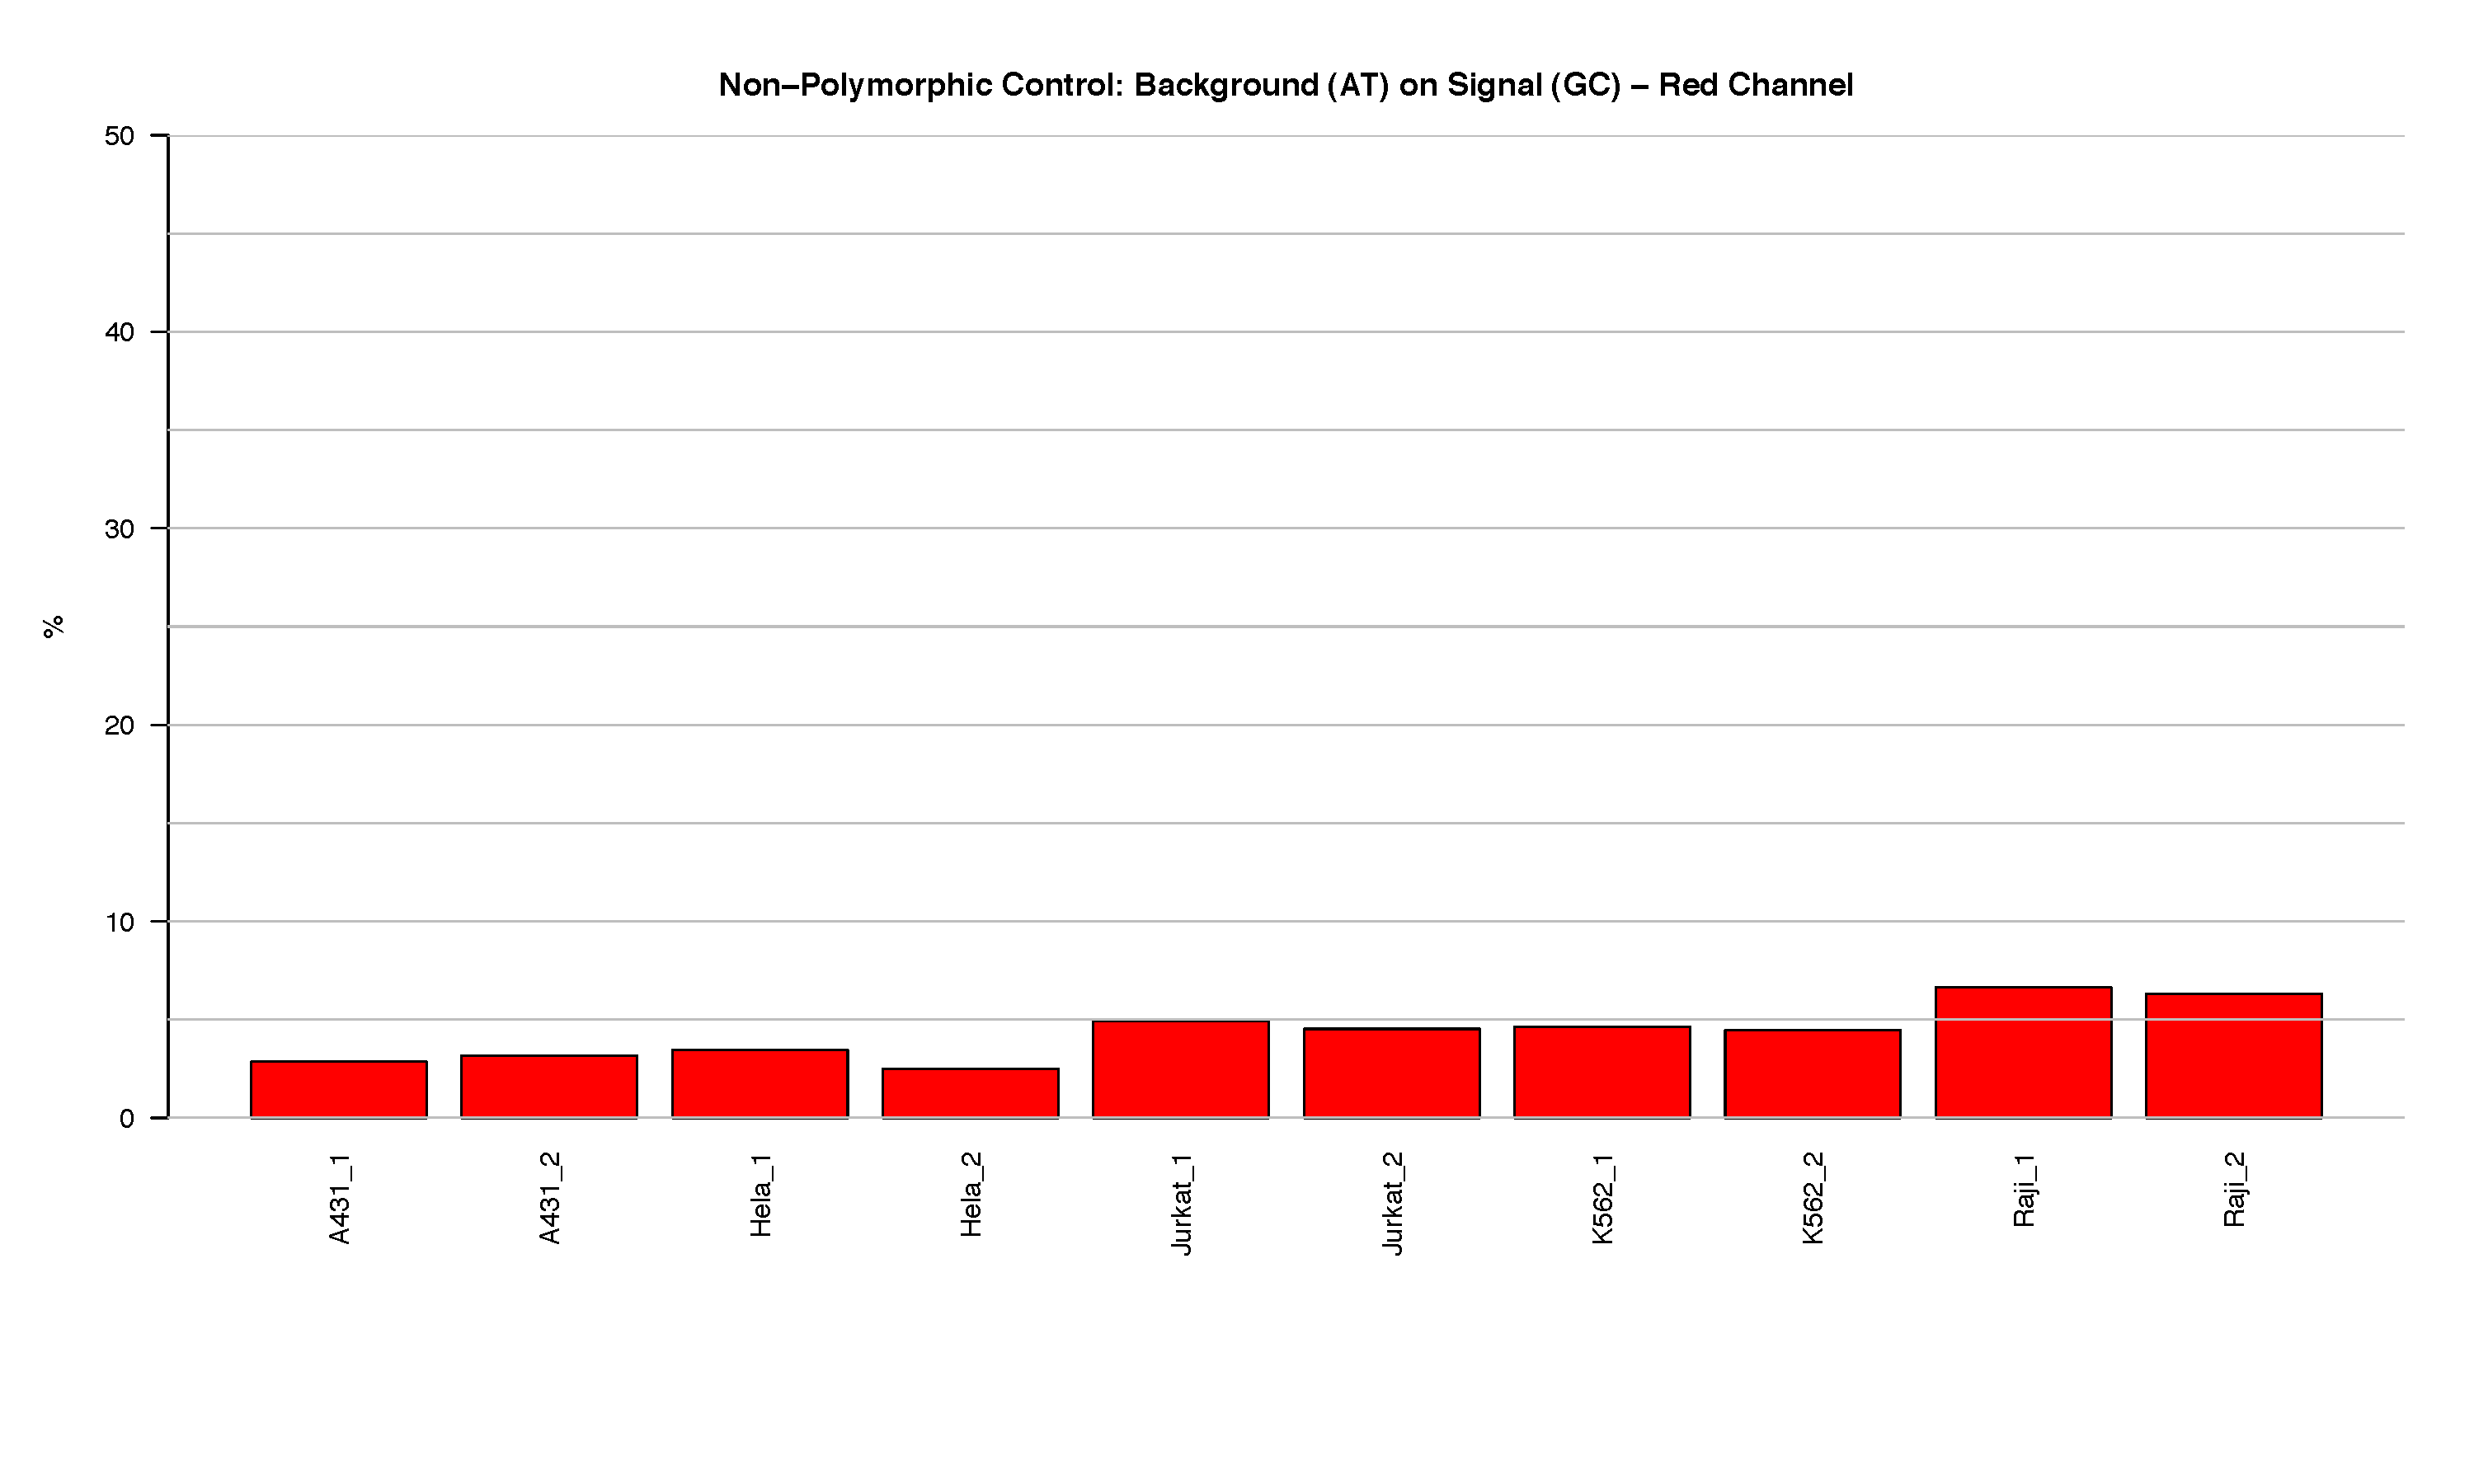 Non–Polymorphic Control: Background (AT) on Signal (GC) – Red Channel
50
40
30
20
10
0
%
A431_1
A431_2
Hela_1
Hela_2
Jurkat_1
Jurkat_2
K562_1
K562_2
Raji_1
Raji_2